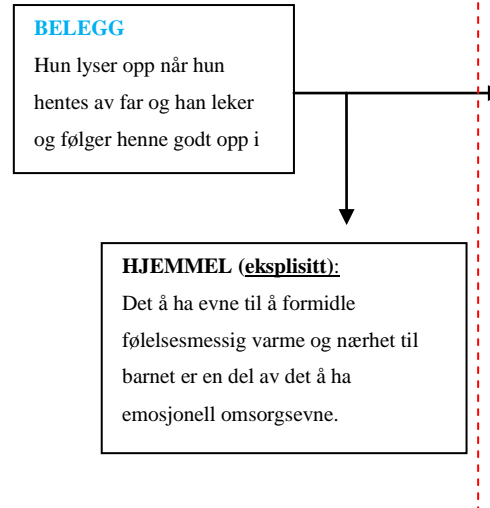 BELEGG
Hun lyser opp når hun
hentes av far og han leker
og følger henne godt opp i
HJEMMEL (eksplisitt):
Det å ha evne til å formidle
følelsesmessig varme og nærhet til
barnet er en del av det å ha
emosjonell omsorgsevne.